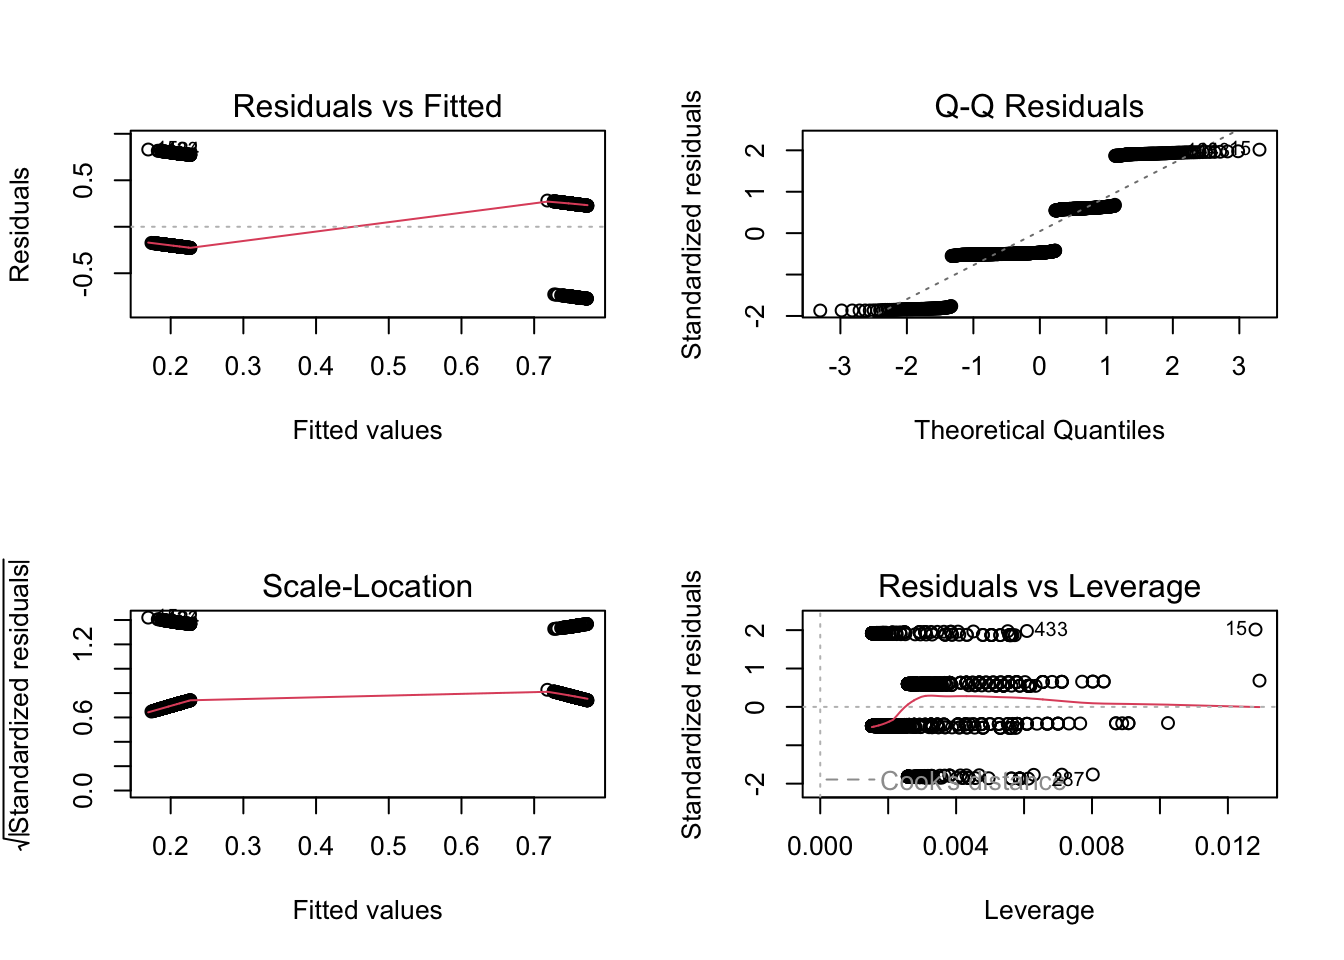 Residuals vs Fitted
Residuals
-0.5
0.5
0.2 0.3 0.4 0.5 0.6 0.7
Fitted values
Q-Q Residuals
Standardized residuals
-2
0
1
2
15
-3 -2 -1 0 1 2 3
Theoretical Quantiles
Scale-Location
√|Standardized residuals|
0.0
0.6
1.2
0.2 0.3 0.4 0.5 0.6 0.7
Fitted values
Residuals vs Leverage
Standardized residuals
-2
0
1
2
433
15
Cook's distance
287
0.000 0.004 0.008 0.012
Leverage